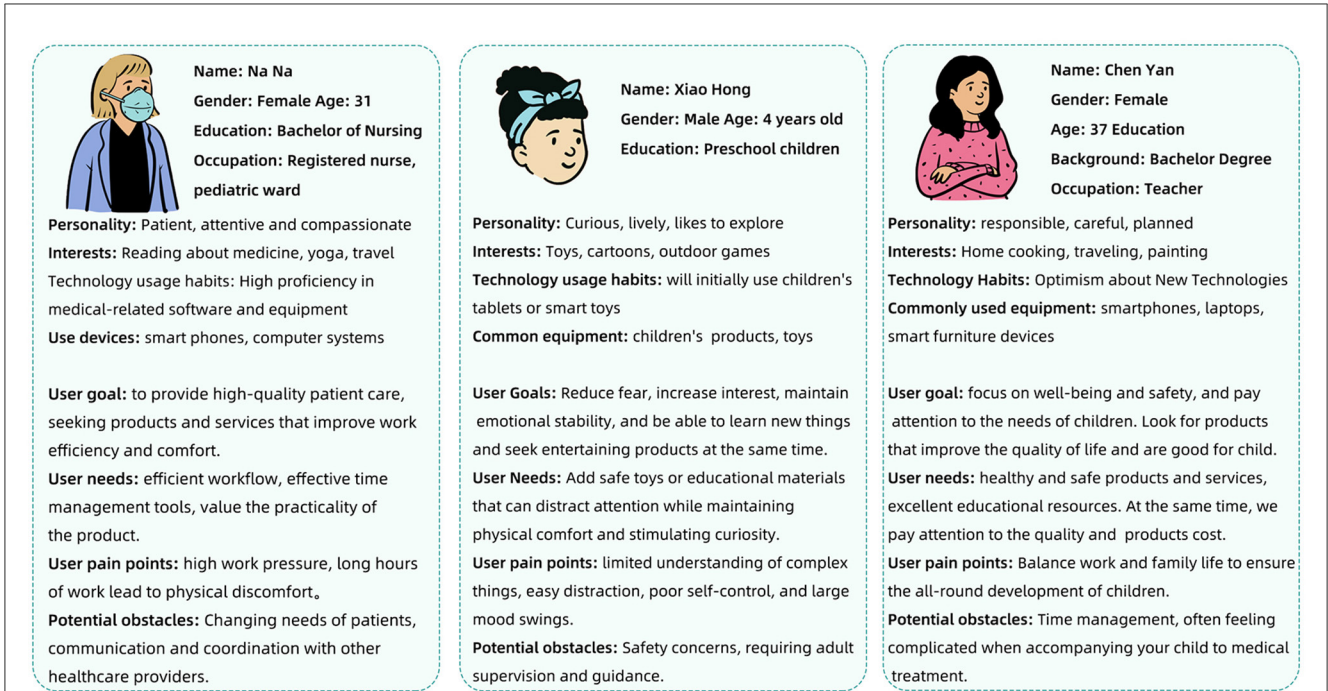 Name: Na Na
Gender: Female Age: 31
Education: Bachelor of Nursing
Occupation: Registered nurse,
pediatric ward
Personality: Patient, attentive and compassionate
Interests: Reading about medicine, yoga, travel
Technology usage habits: High proficiency in
medical-related software and equipment
Use devices: smart phones, computer systems
User goal: to provide high-quality patient care,
seeking products and services that improve work
efficiency and comfort.
User needs: efficient workflow, effective time
management tools, value the practicality of
the product.
User pain points: high work pressure, long hours
of work lead to physical discomfort。
Potential obstacles: Changing needs of patients,
communication and coordination with other
healthcare providers.
Name: Xiao Hong
Gender: Male Age: 4 years old
Education: Preschool children
Personality: Curious, lively, likes to explore
Interests: Toys, cartoons, outdoor games
Technology usage habits: will initially use children's
tablets or smart toys
Common equipment: children's products, toys
User Goals: Reduce fear, increase interest, maintain
emotional stability, and be able to learn new things
and seek entertaining products at the same time.
User Needs: Add safe toys or educational materials
that can distract attention while maintaining
physical comfort and stimulating curiosity.
User pain points: limited understanding of complex
things, easy distraction, poor self-control, and large
mood swings.
Potential obstacles: Safety concerns, requiring adult
supervision and guidance.
Name: Chen Yan
Gender: Female
Age: 37 Education
Background: Bachelor Degree
Occupation: Teacher
Personality: responsible, careful, planned
Interests: Home cooking, traveling, painting
Technology Habits: Optimism about New Technologies
Commonly used equipment: smartphones, laptops,
smart furniture devices
User goal: focus on well-being and safety, and pay
attention to the needs of children. Look for products
that improve the quality of life and are good for child.
User needs: healthy and safe products and services,
excellent educational resources. At the same time, we
pay attention to the quality and products cost.
User pain points: Balance work and family life to ensure
the all-round development of children.
Potential obstacles: Time management, often feeling
complicated when accompanying your child to medical
treatment.